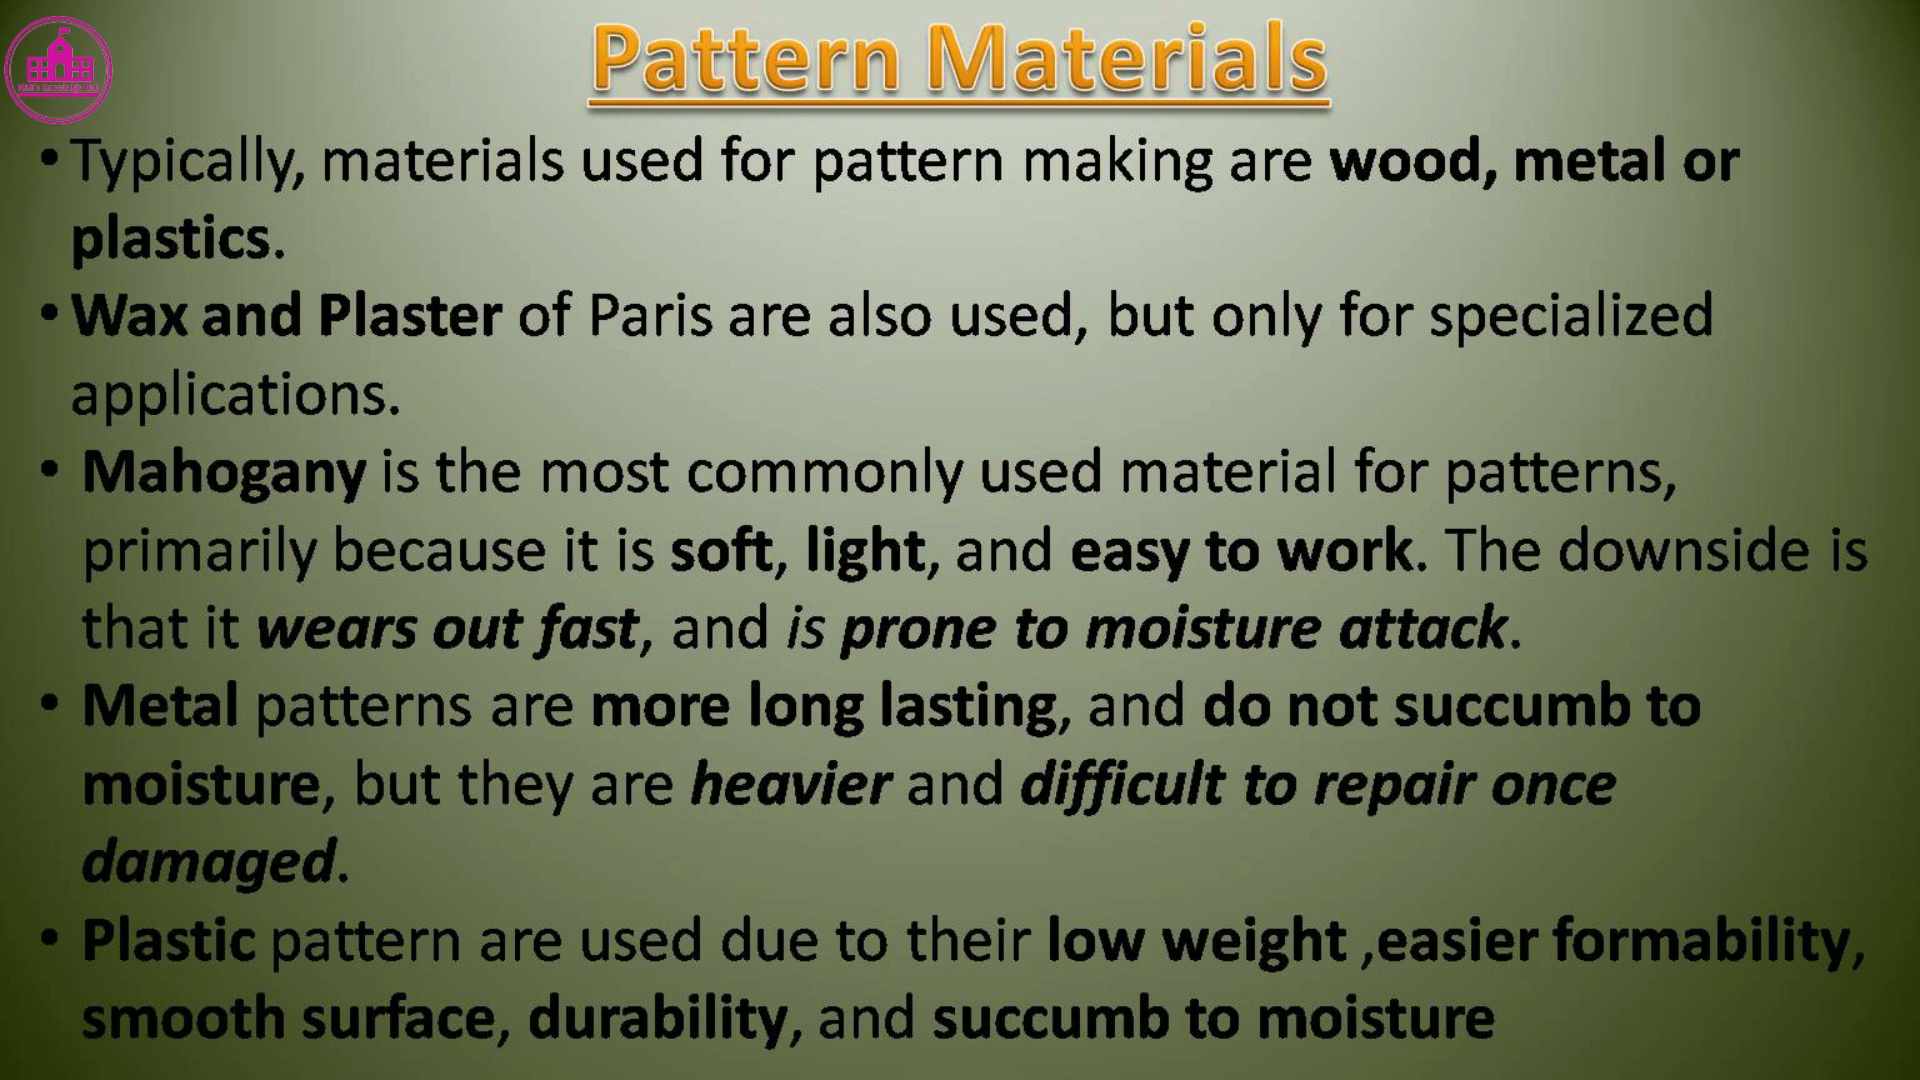 Pattern Materials
• Typically, materials used for pattern making are wood, metal or
plastics.
• Wax and Plaster of Paris are also used, but only for specialized
applications.
• Mahogany is the most commonly used material for patterns,
primarily because it is soft, light, and easy to work. The downside is
that it wears out fast, and is prone to moisture attack.
• Metal patterns are more long lasting, and do not succumb to
moisture, but they are heavier and difficult to repair once
damaged.
• Plastic pattern are used due to their low weight ,easier formability,
smooth surface, durability, and succumb to moisture